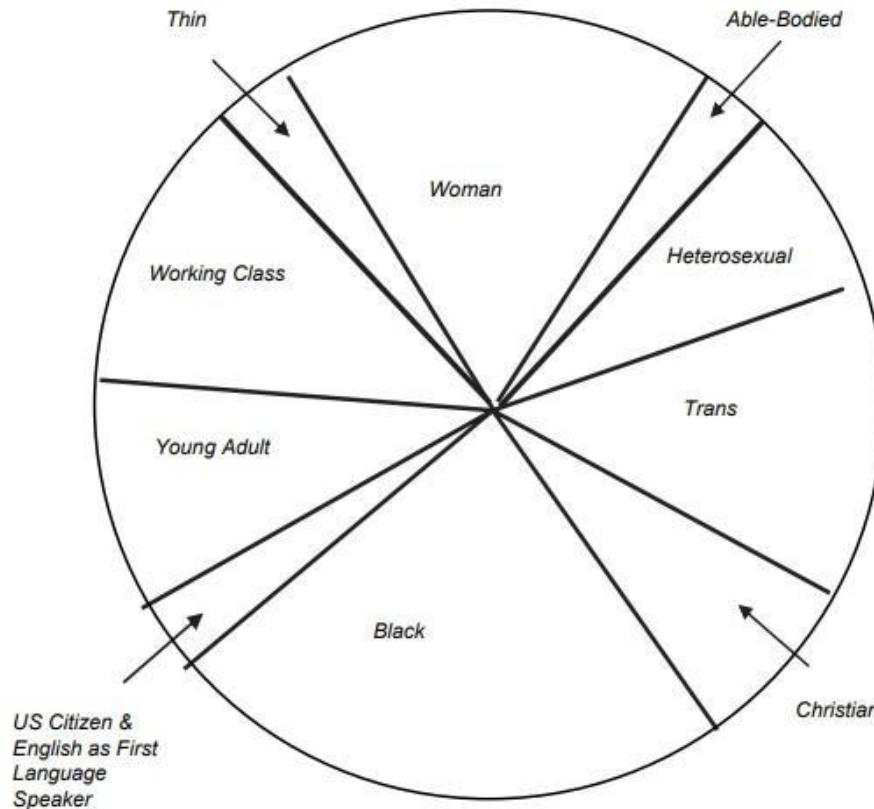 Thin
Able-Bodied
Woman
Heterosexual
Working Class
Trans
Young Adult
Black
Christian
US Citizen &
English as First
Language
Speaker